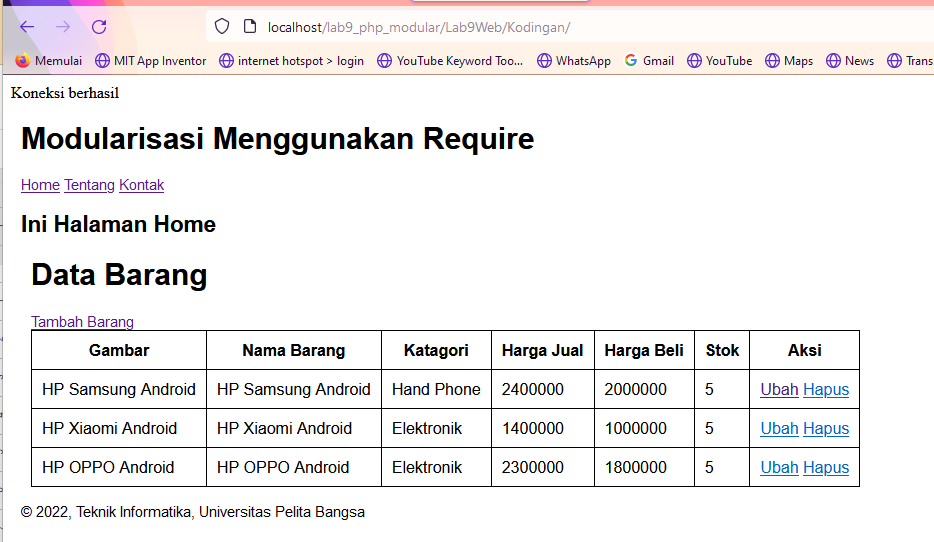 localhost/lab9_php_modular/Lab9Web/Kodingan/
Memulai MIT App Inventor internet hotspot > login YouTube Keyword Too... WhatsApp Gmail YouTube Maps News Trans
Koneksi berhasil
Modularisasi Menggunakan Require
Home Tentang Kontak
Ini Halaman Home
Data Barang
Tambah Barang
Gambar Nama Barang Katagori Harga Jual Harga Beli Stok Aksi
HP Samsung Android HP Samsung Android Hand Phone 2400000 2000000 5 Ubah Hapus
HP Xiaomi Android HP Xiaomi Android Elektronik 1400000 1000000 5 Ubah Hapus
HP OPPO Android HP OPPO Android Elektronik 2300000 1800000 5 Ubah Hapus
© 2022, Teknik Informatika, Universitas Pelita Bangsa